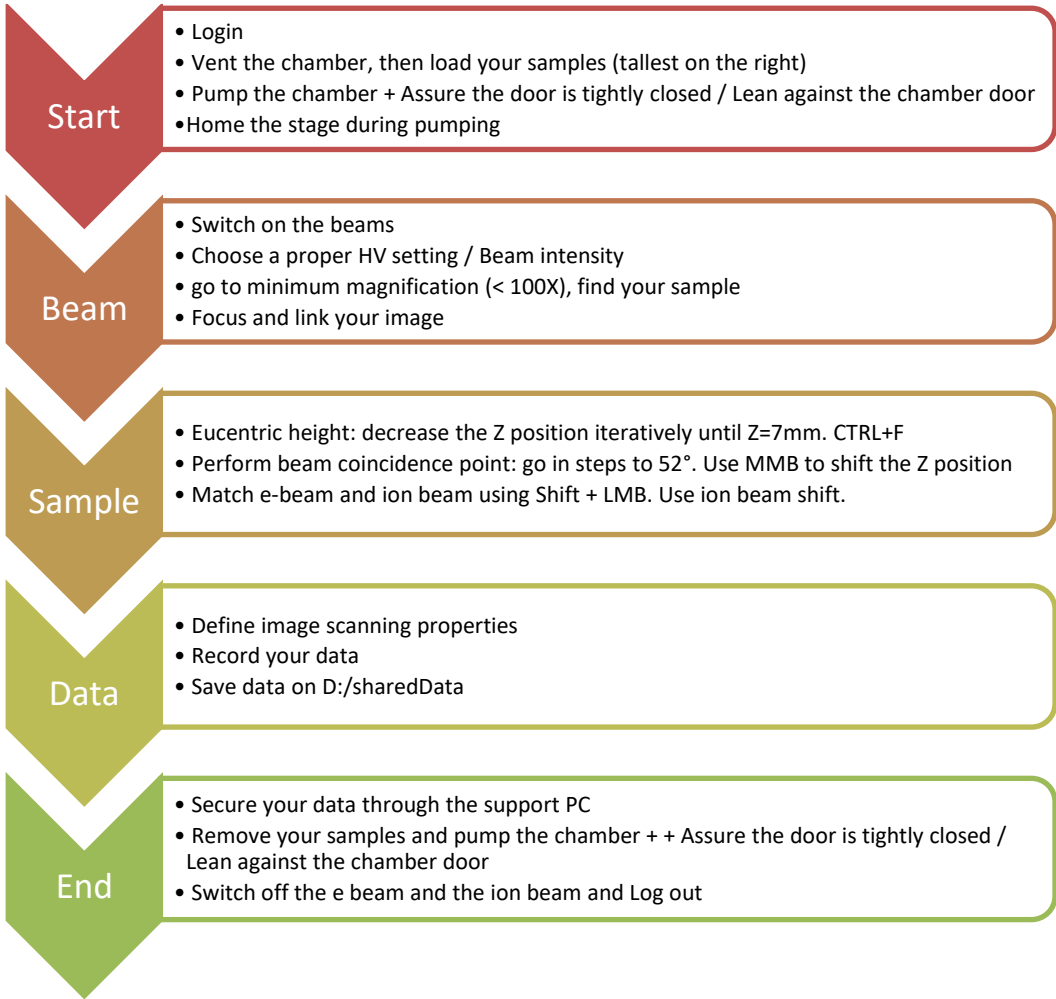 Start
• Login
• Vent the chamber, then load your samples (tallest on the right)
• Pump the chamber + Assure the door is tightly closed / Lean against the chamber door
•Home the stage during pumping
Beam
• Switch on the beams
• Choose a proper HV setting / Beam intensity
• go to minimum magnification (< 100X), find your sample
• Focus and link your image
Sample
• Eucentric height: decrease the Z position iteratively until Z=7mm. CTRL+F
• Perform beam coincidence point: go in steps to 52°. Use MMB to shift the Z position
• Match e-beam and ion beam using Shift + LMB. Use ion beam shift.
Data
• Define image scanning properties
• Record your data
• Save data on D:/sharedData
End
• Secure your data through the support PC
• Remove your samples and pump the chamber + + Assure the door is tightly closed /
Lean against the chamber door
• Switch off the e beam and the ion beam and Log out